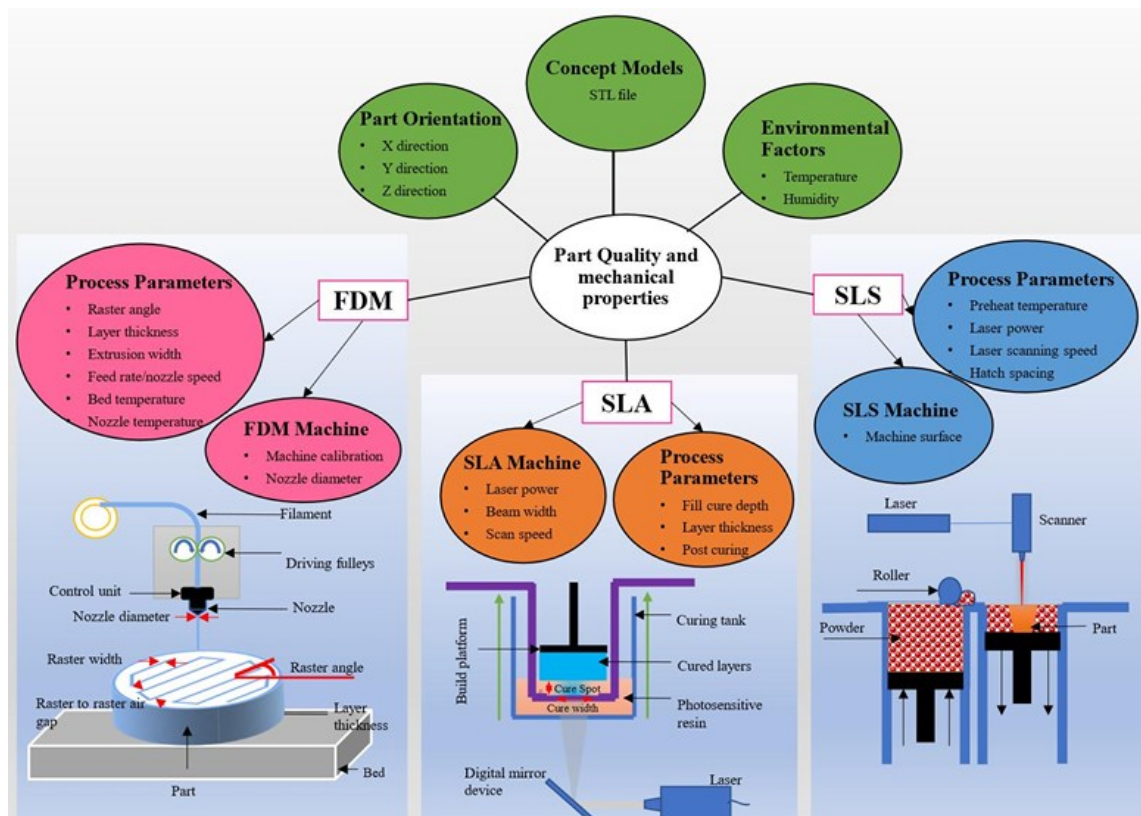 Concept Models
STL file
Part Orientation
• X direction
• Y direction
• Z direction
Environmental
Factors
• Temperature
• Humidity
Part Quality and
mechanical
properties
FDM
Process Parameters
• Raster angle
• Layer thickness
• Extrusion width
• Feed rate/nozzle speed
• Bed temperature
• Nozzle temperature
FDM Machine
• Machine calibration
• Nozzle diameter
Filament
Driving fulleys
Control unit
Nozzle
Nozzle diameter
Raster width
Raster angle
Raster to raster air
gap
Layer
thickness
Bed
Part
SLA
SLA Machine
• Laser power
• Beam width
• Scan speed
Process
Parameters
• Fill cure depth
• Layer thickness
• Post curing
Build platform
Curing tank
Cured layers
Cure Spot
Cure width
Photosensitive
resin
Digital mirror
device
Laser
SLS
Process Parameters
• Preheat temperature
• Laser power
• Laser scanning speed
• Hatch spacing
SLS Machine
• Machine surface
Laser
Scanner
Roller
Powder
Part